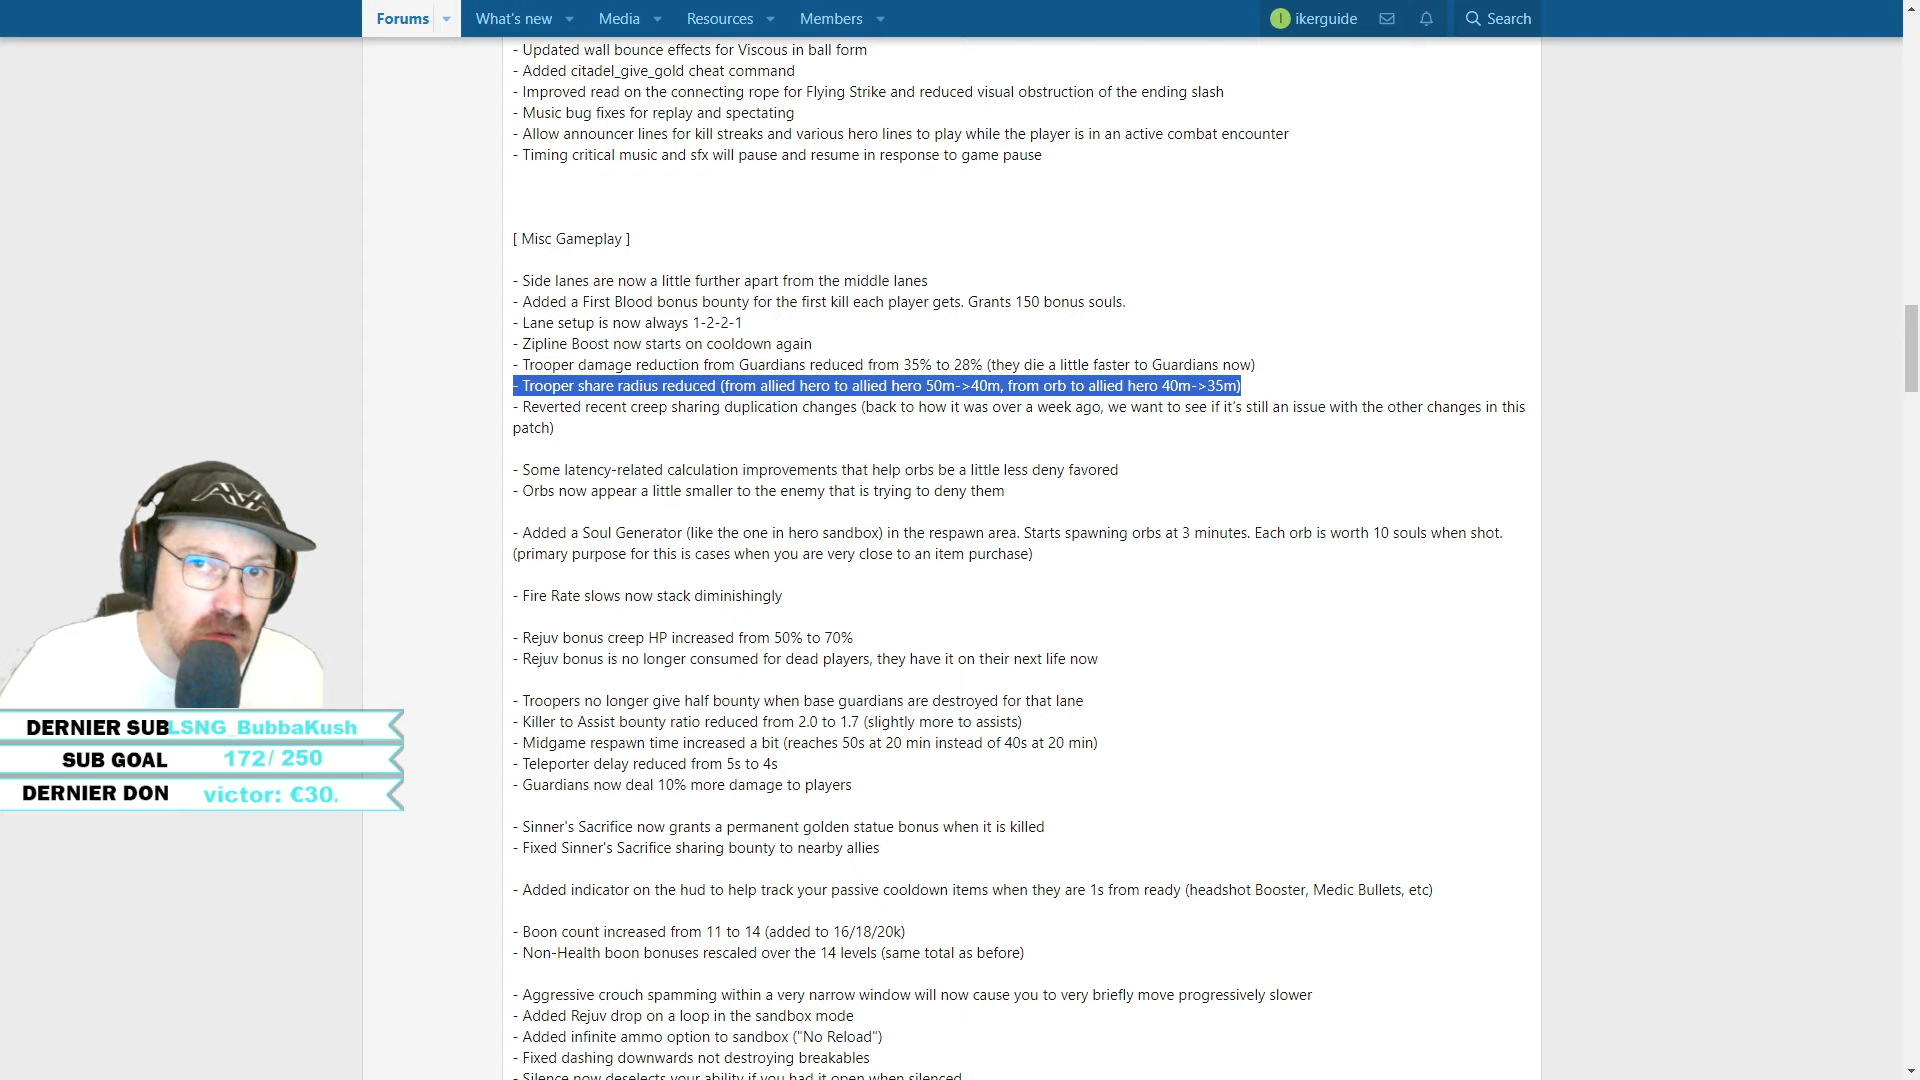 Forums
What's new
Media
Resources
Members
I
ikerguide
Search
- Updated wall bounce effects for Viscous in ball form
- Added citadel_give_gold cheat command
- Improved read on the connecting rope for Flying Strike and reduced visual obstruction of the ending slash
- Music bug fixes for replay and spectating
- Allow announcer lines for kill streaks and various hero lines to play while the player is in an active combat encounter
- Timing critical music and sfx will pause and resume in response to game pause
[ Misc Gameplay ]
- Side lanes are now a little further apart from the middle lanes
- Added a First Blood bonus bounty for the first kill each player gets. Grants 150 bonus souls.
- Lane setup is now always 1-2-2-1
- Zipline Boost now starts on cooldown again
- Trooper damage reduction from Guardians reduced from 35% to 28% (they die a little faster to Guardians now)
- Trooper share radius reduced (from allied hero to allied hero 50m->40m, from orb to allied hero 40m->35m)
- Reverted recent creep sharing duplication changes (back to how it was over a week ago, we want to see if it's still an issue with the other changes in this
patch)
- Some latency-related calculation improvements that help orbs be a little less deny favored
- Orbs now appear a little smaller to the enemy that is trying to deny them
- Added a Soul Generator (like the one in hero sandbox) in the respawn area. Starts spawning orbs at 3 minutes. Each orb is worth 10 souls when shot.
(primary purpose for this is cases when you are very close to an item purchase)
- Fire Rate slows now stack diminishingly
- Rejuv bonus creep HP increased from 50% to 70%
- Rejuv bonus is no longer consumed for dead players, they have it on their next life now
- Troopers no longer give half bounty when base guardians are destroyed for that lane
- Killer to Assist bounty ratio reduced from 2.0 to 1.7 (slightly more to assists)
- Midgame respawn time increased a bit (reaches 50s at 20 min instead of 40s at 20 min)
- Teleporter delay reduced from 5s to 4s
- Guardians now deal 10% more damage to players
- Sinner's Sacrifice now grants a permanent golden statue bonus when it is killed
- Fixed Sinner's Sacrifice sharing bounty to nearby allies
- Added indicator on the hud to help track your passive cooldown items when they are 1s from ready (headshot Booster, Medic Bullets, etc)
- Boon count increased from 11 to 14 (added to 16/18/20k)
- Non-Health boon bonuses rescaled over the 14 levels (same total as before)
- Aggressive crouch spamming within a very narrow window will now cause you to very briefly move progressively slower
- Added Rejuv drop on a loop in the sandbox mode
- Added infinite ammo option to sandbox ("No Reload")
- Fixed dashing downwards not destroying breakables
- Silence now deselects your ability if you had it open when silenced
DERNIER SUB LSNG_BubbaKush
SUB GOAL 172/ 250
DERNIER DON victor: €30.